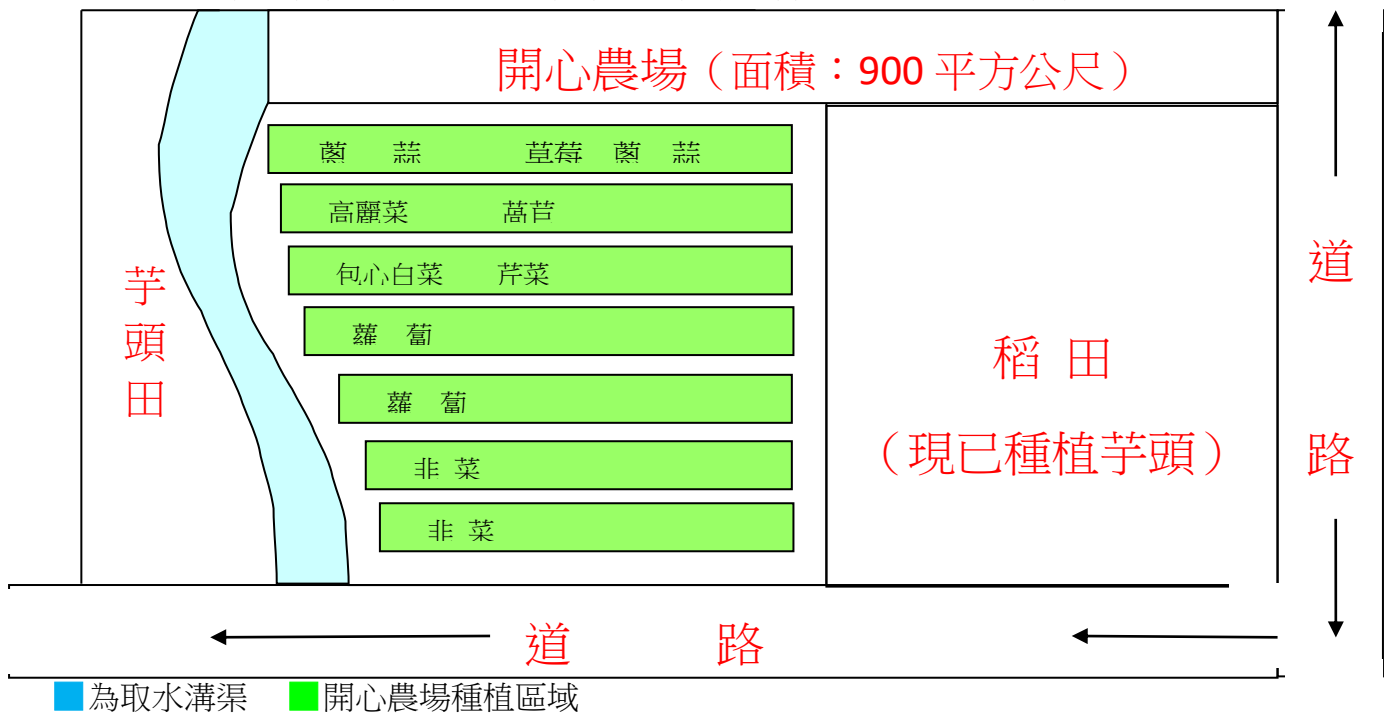 開心農場（面積：900 平方公尺）
蔥 蒜 草莓 蔥 蒜
高麗菜 萵苣
包心白菜 芹菜
蘿 蔔
蘿 蔔
韭 菜
韭 菜
芋頭田
稻 田
（現已種植芋頭）
道 路
道 路
為取水溝渠 開心農場種植區域